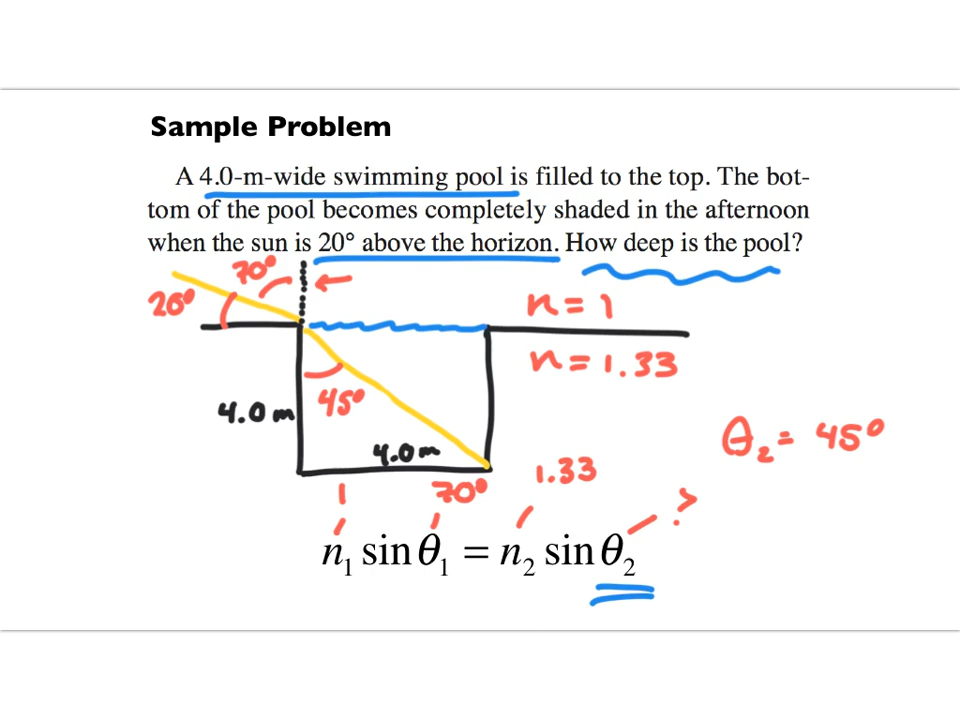 Sample Problem
A 4.0-m-wide swimming pool is filled to the top. The bot-
tom of the pool becomes completely shaded in the afternoon
when the sun is 20° above the horizon. How deep is the pool?
70°
20°
n = 1
n = 1.33
45°
4.0 m
θ₂ = 45°
4.0 m
1.33
1
70°
?
n₁ sin θ₁ = n₂ sin θ₂